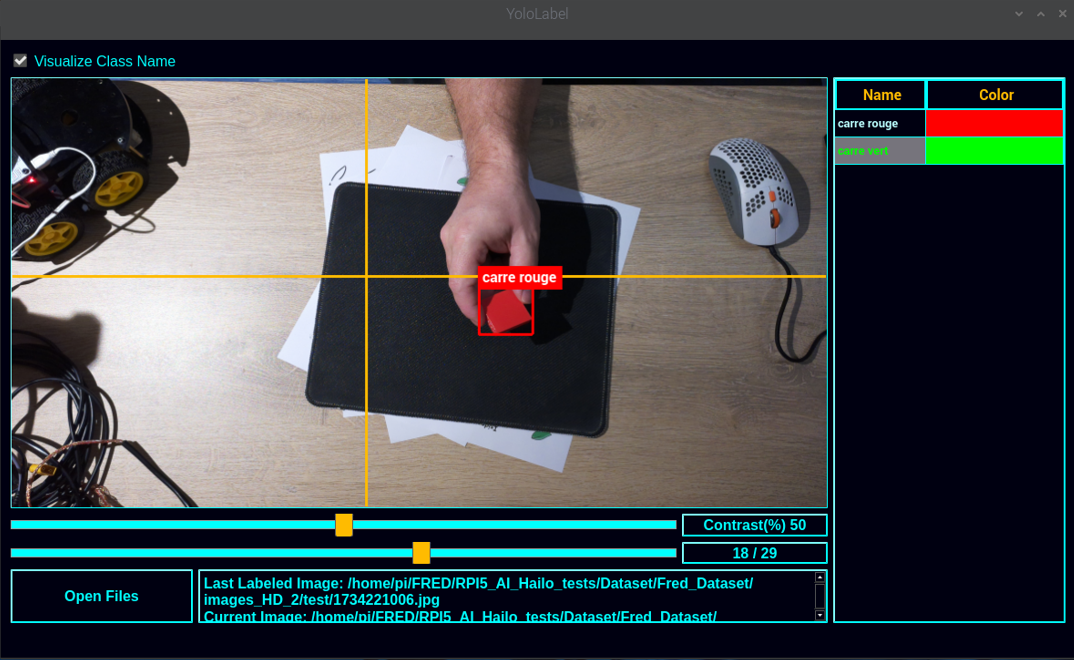 YoloLabel
Visualize Class Name
Name Color
carre rouge
carre vert
carre rouge
Contrast(%) 50
18 / 29
Open Files
Last Labeled Image: /home/pi/FRED/RPI5_AI_Hailo_tests/Dataset/Fred_Dataset/
images_HD_2/test/1734221006.jpg
Current Image: /home/pi/FRED/RPI5_AI_Hailo_tests/Dataset/Fred_Dataset/